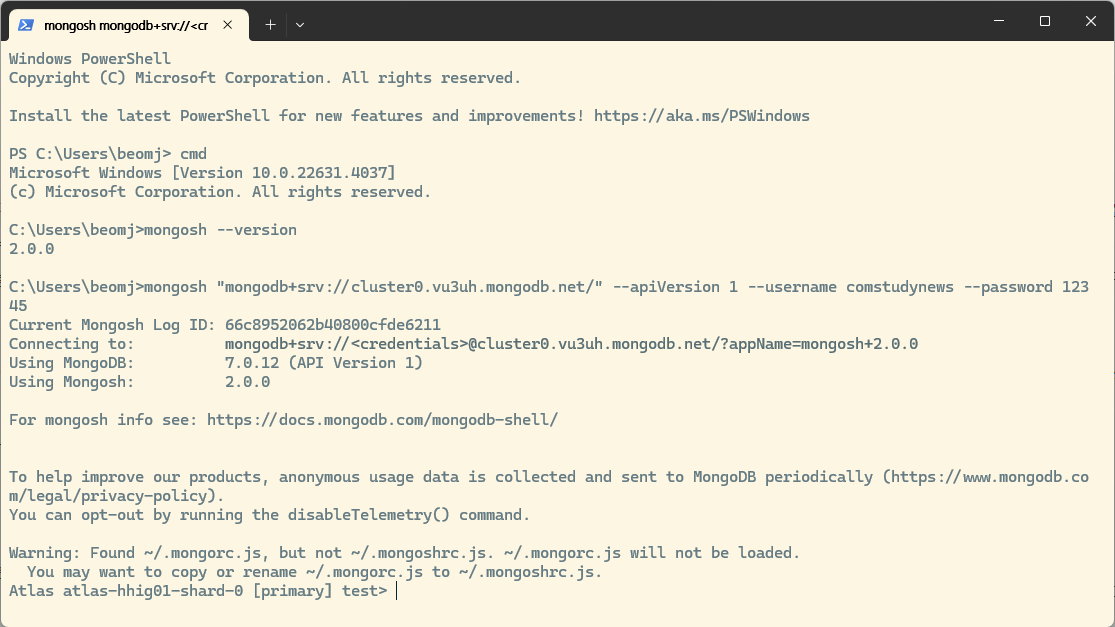 mongosh mongodb+srv://<cr
Windows PowerShell
Copyright (C) Microsoft Corporation. All rights reserved.
Install the latest PowerShell for new features and improvements! https://aka.ms/PSWindows
PS C:\Users\beomj> cmd
Microsoft Windows [Version 10.0.22631.4037]
(c) Microsoft Corporation. All rights reserved.
C:\Users\beomj>mongosh --version
2.0.0
C:\Users\beomj>mongosh "mongodb+srv://cluster0.vu3uh.mongodb.net/" --apiVersion 1 --username comstudynews --password 123
45
Current Mongosh Log ID: 66c8952062b40800cfde6211
Connecting to:          mongodb+srv://<credentials>@cluster0.vu3uh.mongodb.net/?appName=mongosh+2.0.0
Using MongoDB:          7.0.12 (API Version 1)
Using Mongosh:          2.0.0
For mongosh info see: https://docs.mongodb.com/mongodb-shell/
To help improve our products, anonymous usage data is collected and sent to MongoDB periodically (https://www.mongodb.co
m/legal/privacy-policy).
You can opt-out by running the disableTelemetry() command.
Warning: Found ~/.mongorc.js, but not ~/.mongoshrc.js. ~/.mongorc.js will not be loaded.
  You may want to copy or rename ~/.mongorc.js to ~/.mongoshrc.js.
Atlas atlas-hhig01-shard-0 [primary] test>